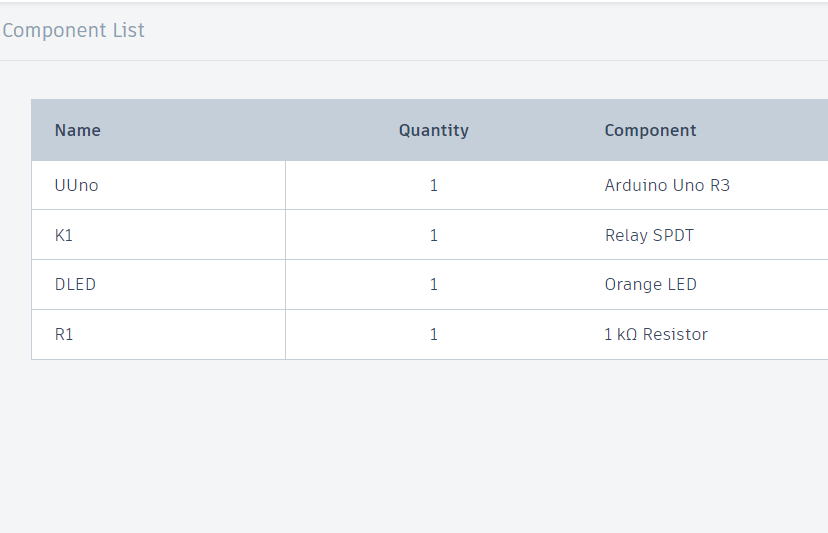 Component List
Name Quantity Component
UUno 1 Arduino Uno R3
K1 1 Relay SPDT
DLED 1 Orange LED
R1 1 1 kΩ Resistor